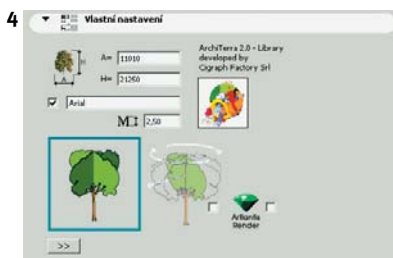 4
Vlastní nastavení
A= 11010
H= 21250
ArchiTerra 2.0 - Library
developed by
Cigraph Factory Srl
H
A
Arial
M 2,50
Artlantis
Render
>>